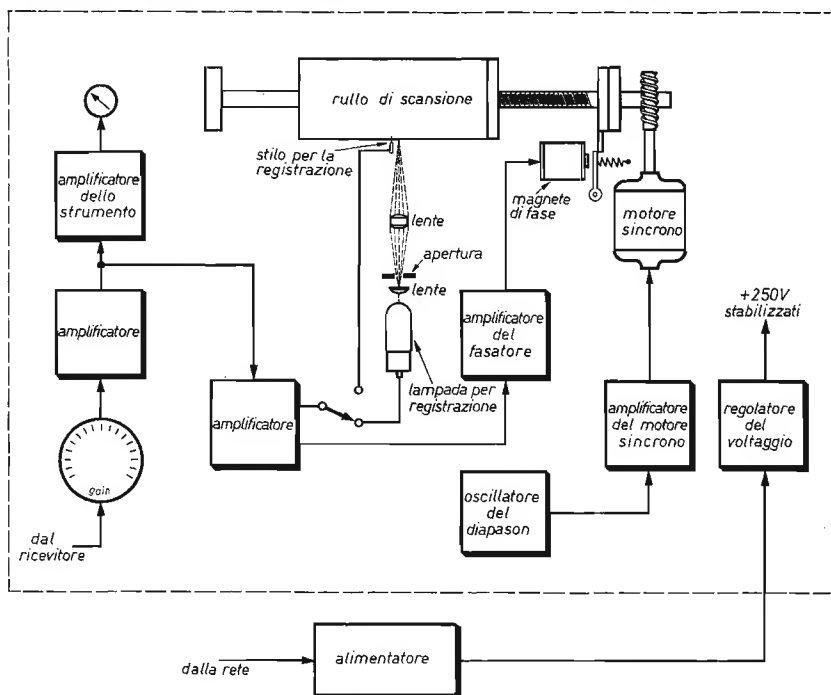 rullo di scansione
stilo per la
registrazione
amplificatore
dello
strumento
magnete
di fase
motore
sincrono
lente
apertura
lente
+250V
stabilizzati
amplificatore
amplificatore
del
fasatore
lampada per
registrazione
amplificatore
amplificatore
del motore
sincrono
regolatore
del
voltaggio
gain
oscillatore
del
diapason
dal
ricevitore
dalla rete
alimentatore